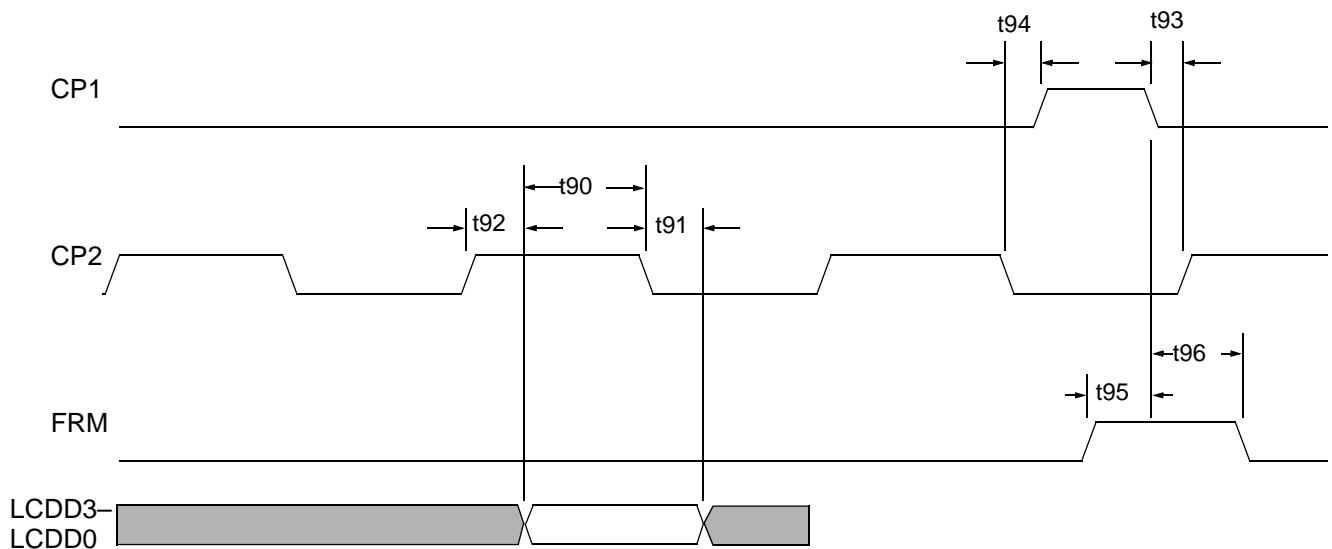 t94
t93
CP1
t90
t92
t91
CP2
t96
t95
FRM
LCDD3–
LCDD0